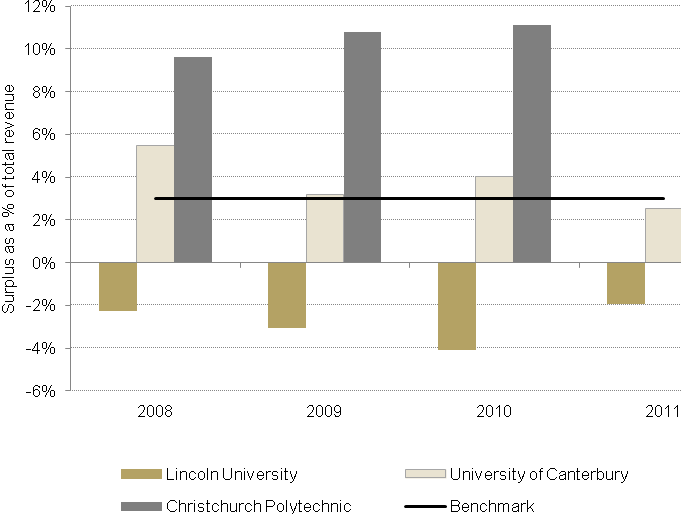 12%
10%
8%
6%
4%
2%
0%
-2%
-4%
-6%
Surplus as a % of total revenue
2008 2009 2010 2011
Lincoln University University of Canterbury
Christchurch Polytechnic Benchmark